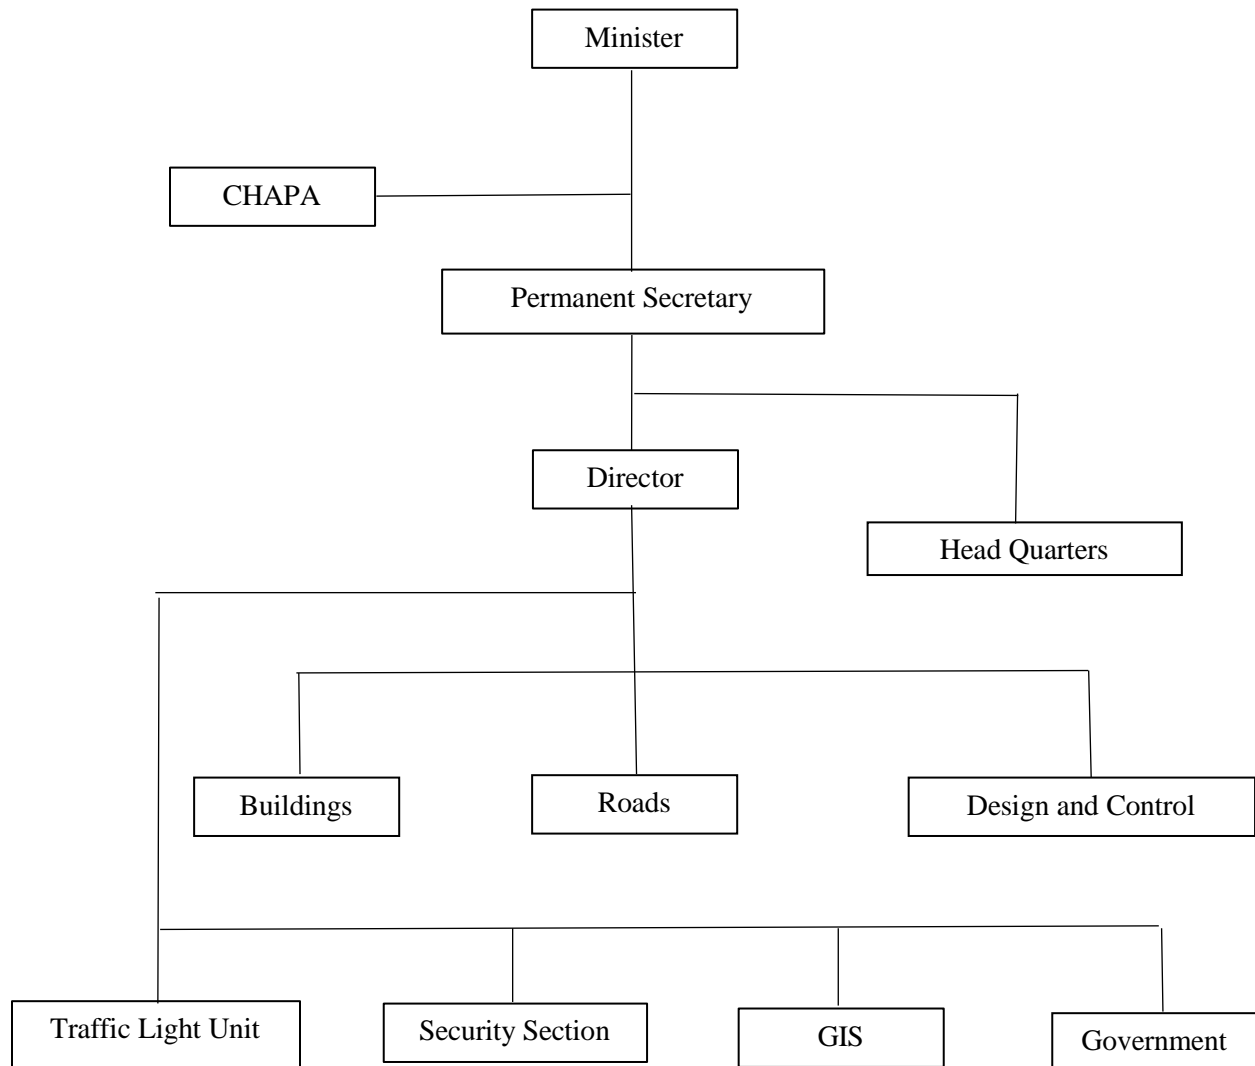 Minister
CHAPA
Permanent Secretary
Director
Head Quarters
Buildings
Roads
Design and Control
Traffic Light Unit
Security Section
GIS
Government